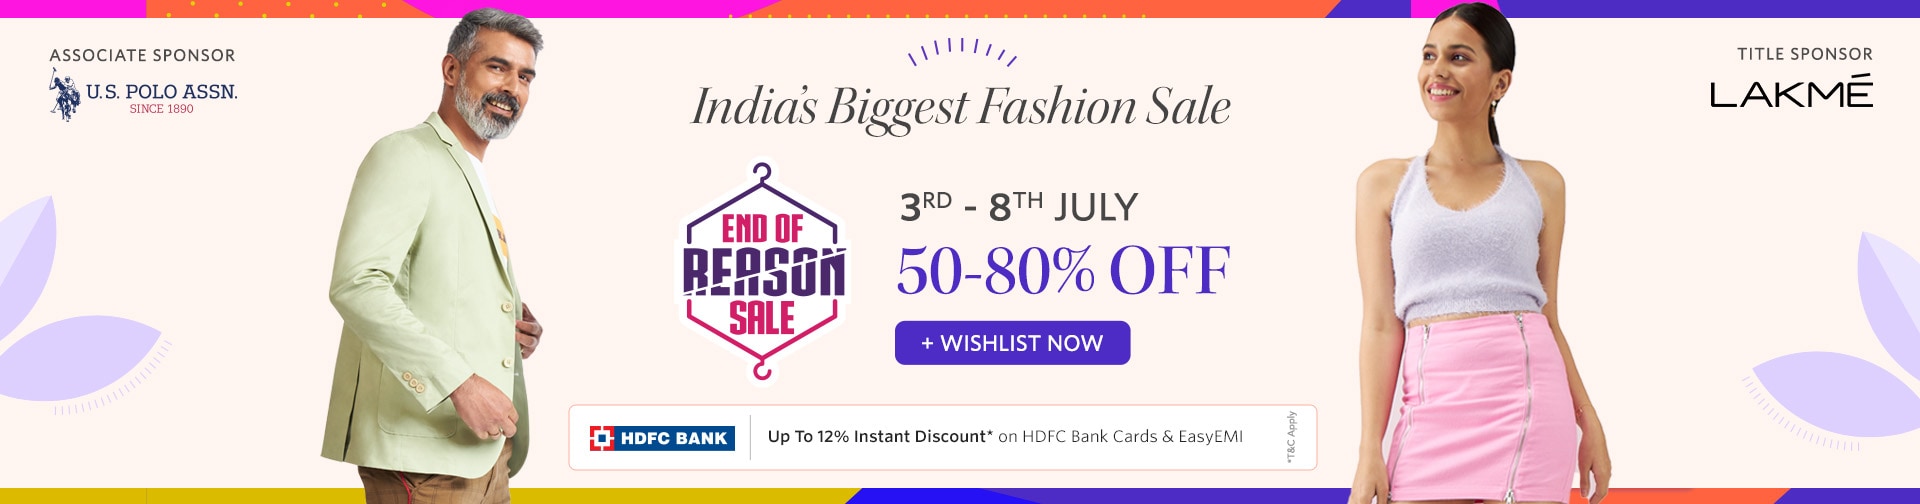 ASSOCIATE SPONSOR
U.S. POLO ASSN.
SINCE 1890
TITLE SPONSOR
LAKMÉ
India's Biggest Fashion Sale
END OF
REASON
SALE
3RD - 8TH JULY
50-80% OFF
+ WISHLIST NOW
HDFC BANK
Up To 12% Instant Discount* on HDFC Bank Cards & EasyEMI
*T&C Apply